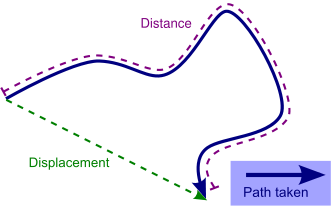 Distance
Displacement
Path taken